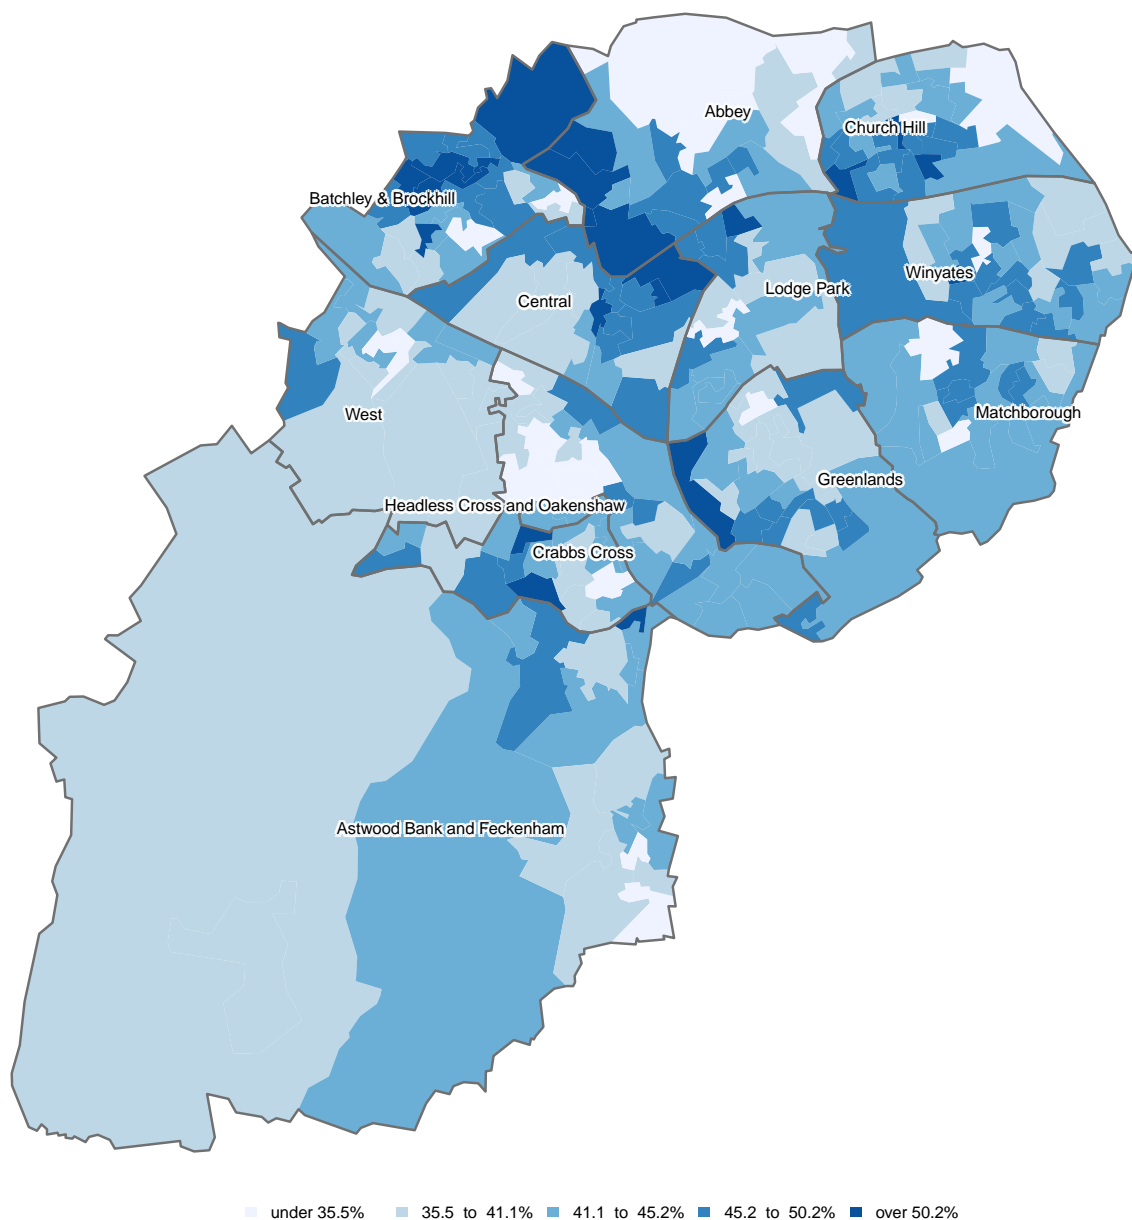 Abbey
Church Hill
Batchley & Brockhill
Winyates
Lodge Park
Central
West
Matchborough
Greenlands
Headless Cross and Oakenshaw
Crabbs Cross
Astwood Bank and Feckenham
under 35.5% 35.5 to 41.1% 41.1 to 45.2% 45.2 to 50.2% over 50.2%